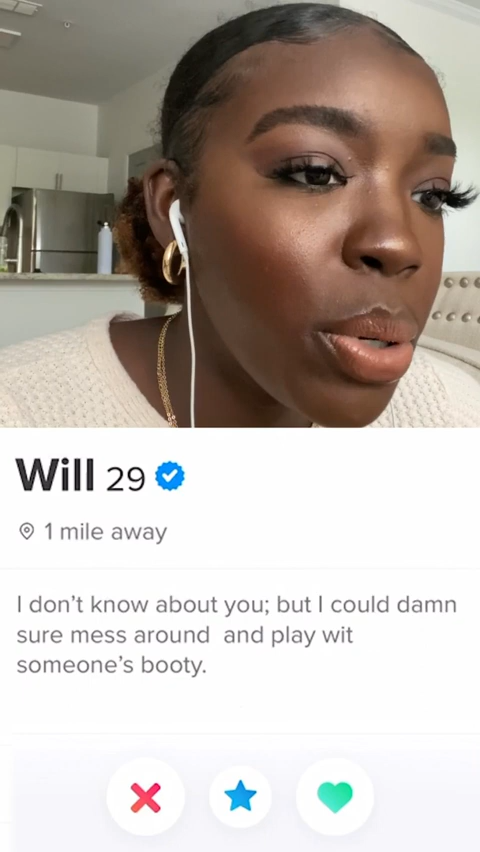 Will 29
1 mile away
I don’t know about you; but I could damn
sure mess around  and play wit
someone’s booty.